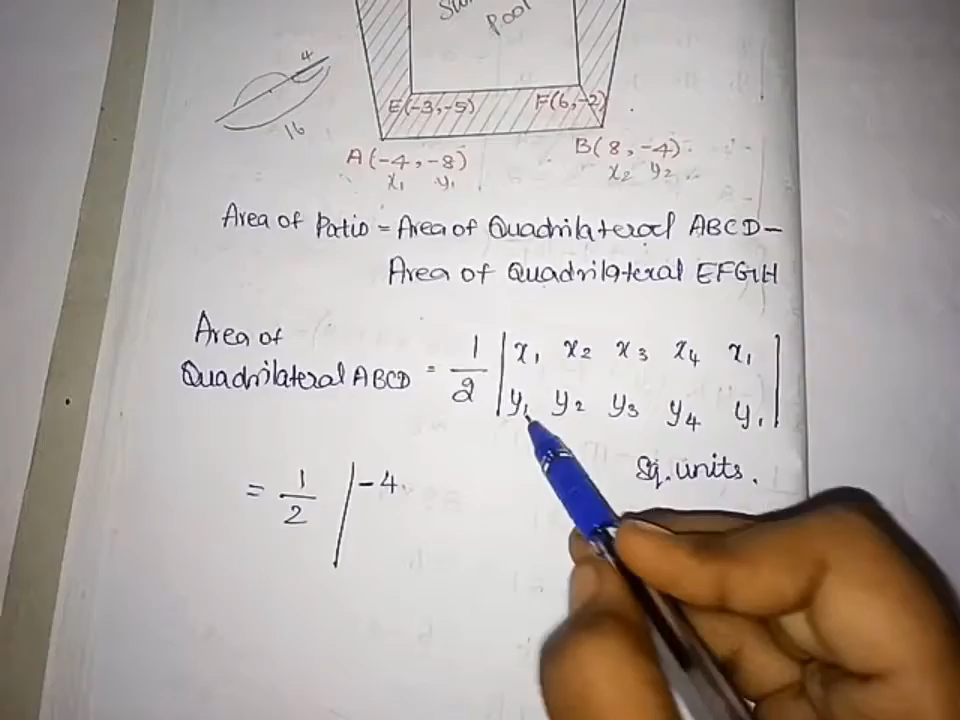 Pool
4
16
E(-3,-5) F(6,-2)
A(-4,-8) B(8,-4)
x₁ y₁ x₂ y₂
Area of Patio = Area of Quadrilateral ABCD -
Area of Quadrilateral EFGH
Area of
Quadrilateral ABCD = 1/2 | x₁ x₂ x₃ x₄ x₁
y₁ y₂ y₃ y₄ y₁ |
Sq. units.
= 1/2 | -4